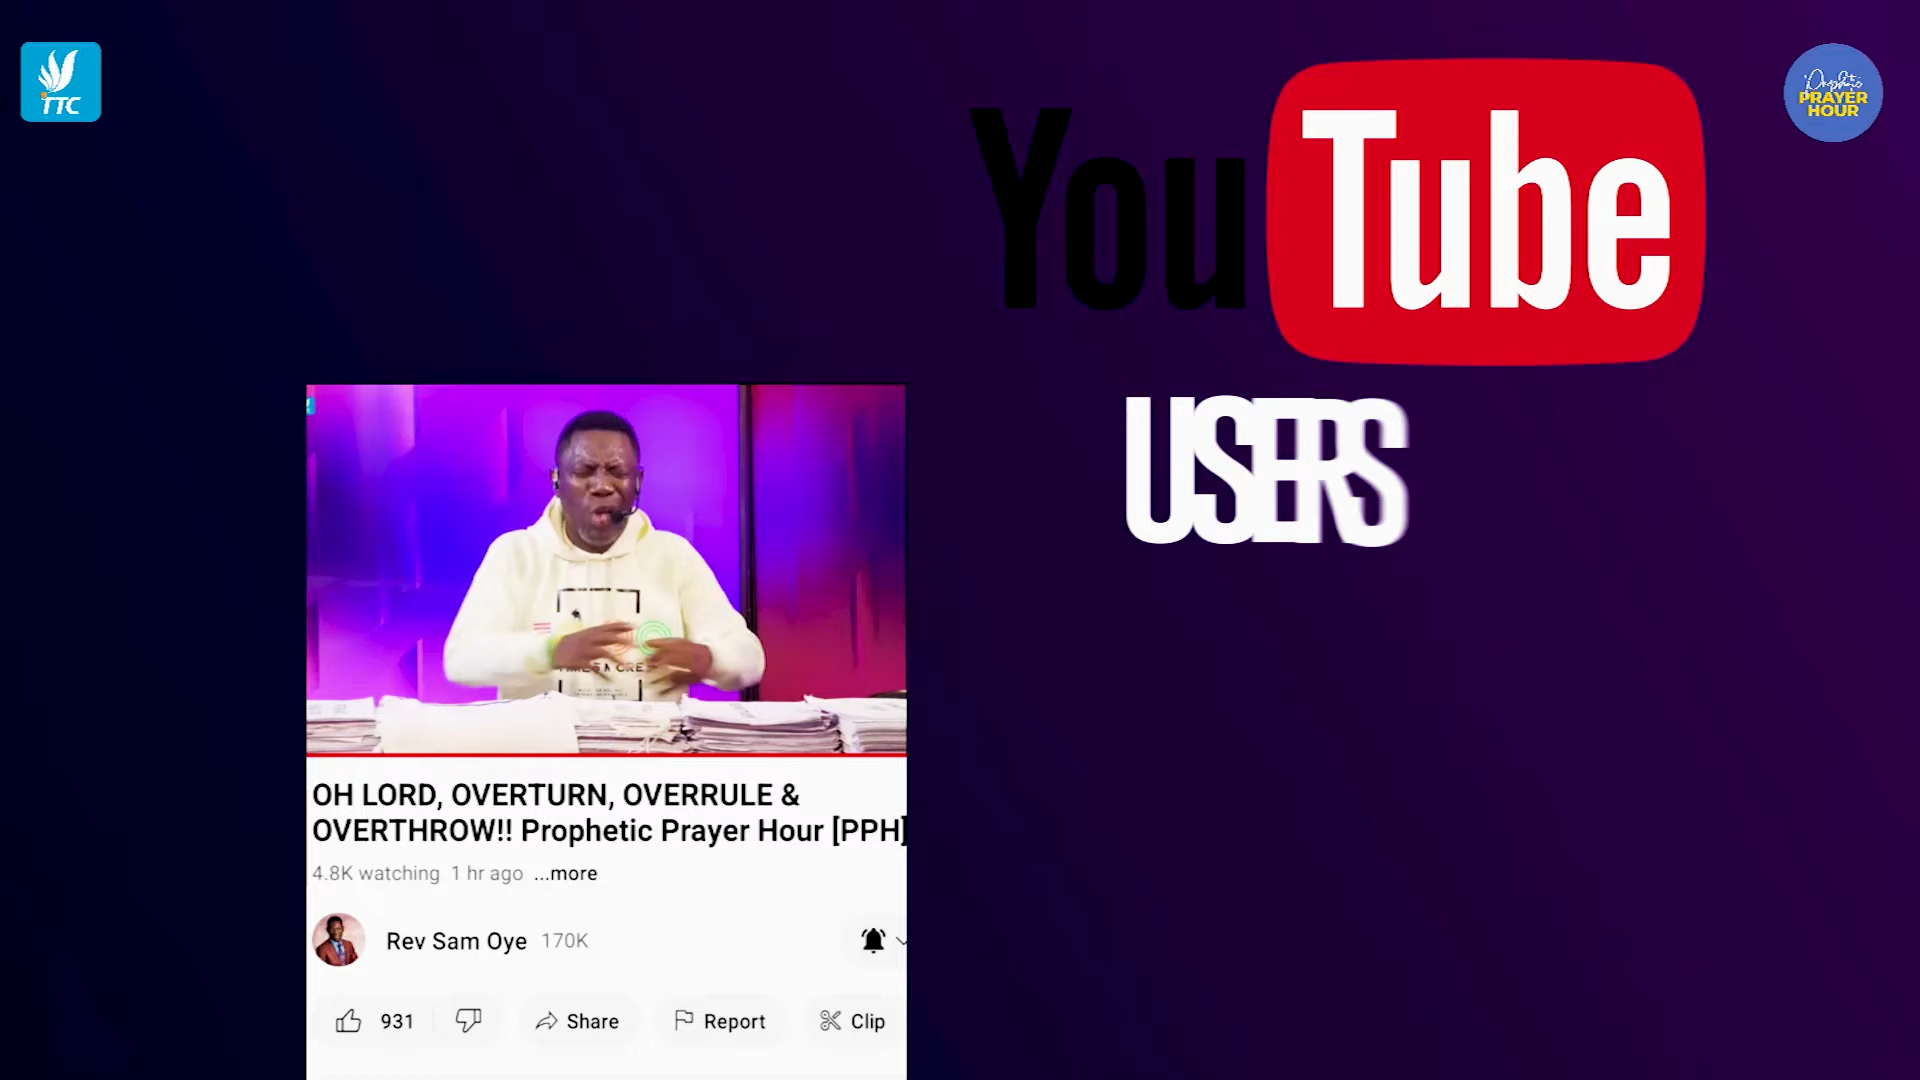 TTC
Prophetic
PRAYER
HOUR
YouTube
USERS
OH LORD, OVERTURN, OVERRULE &
OVERTHROW!! Prophetic Prayer Hour [PPH]
4.8K watching 1 hr ago ...more
Rev Sam Oye 170K
931 Share Report Clip